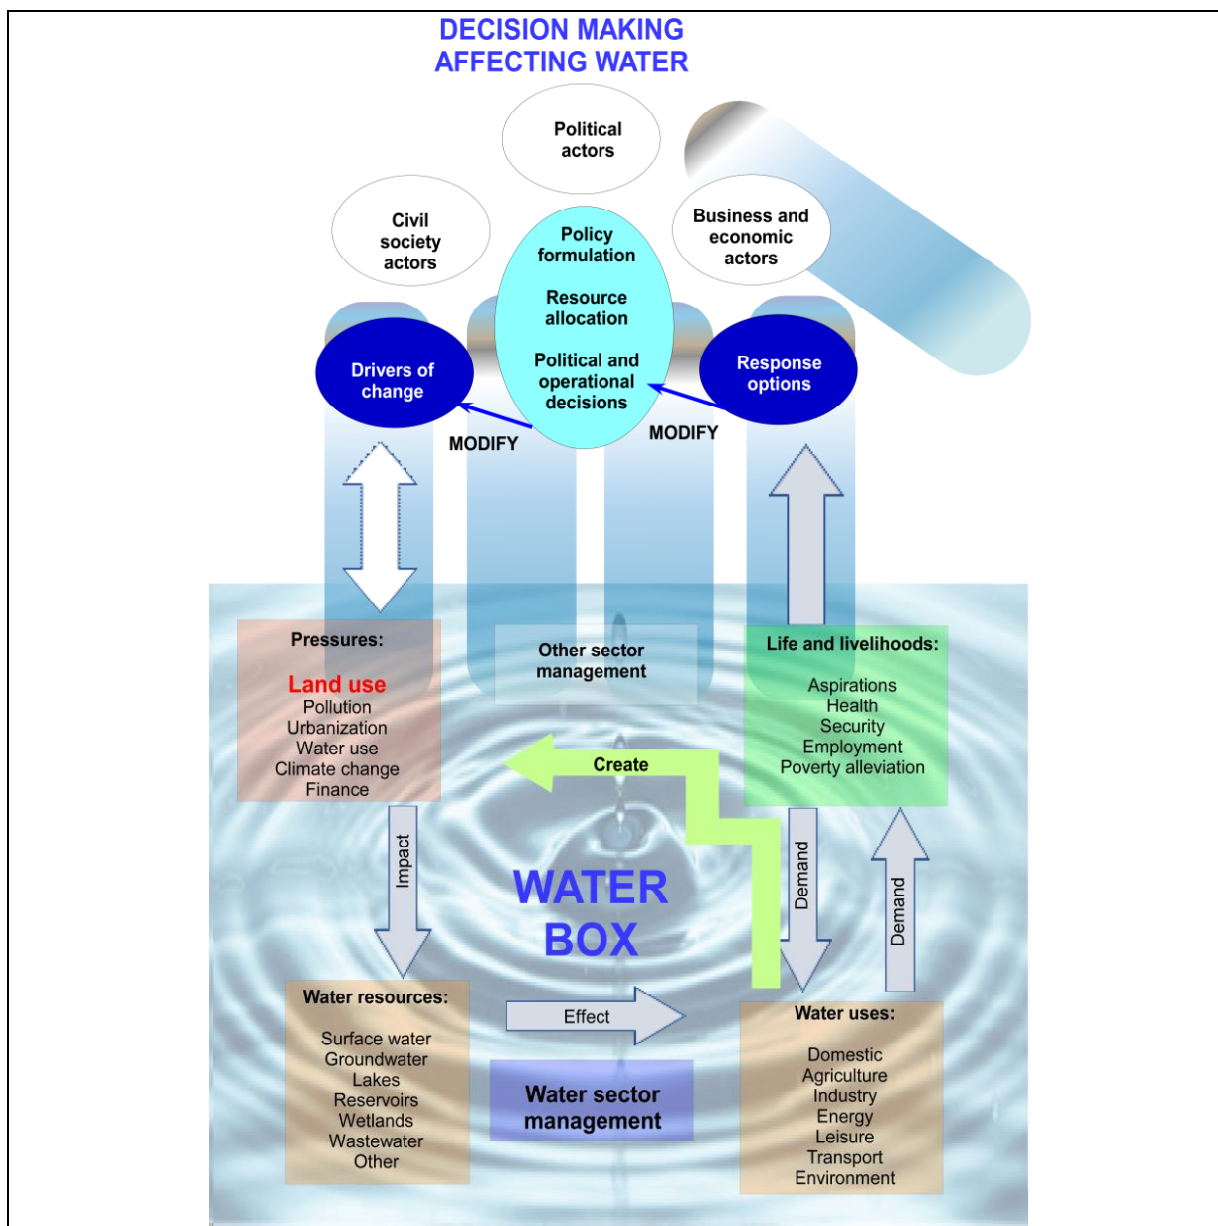 DECISION MAKING
AFFECTING WATER
Political
actors
Civil
society
actors
Business and
economic
actors
Policy
formulation
Resource
allocation
Political and
operational
decisions
Drivers of
change
Response
options
MODIFY
MODIFY
Pressures:
Land use
Pollution
Urbanization
Water use
Climate change
Finance
Other sector
management
Life and livelihoods:
Aspirations
Health
Security
Employment
Poverty alleviation
Create
Impact
Demand
Demand
WATER
BOX
Water resources:
Surface water
Groundwater
Lakes
Reservoirs
Wetlands
Wastewater
Other
Effect
Water sector
management
Water uses:
Domestic
Agriculture
Industry
Energy
Leisure
Transport
Environment